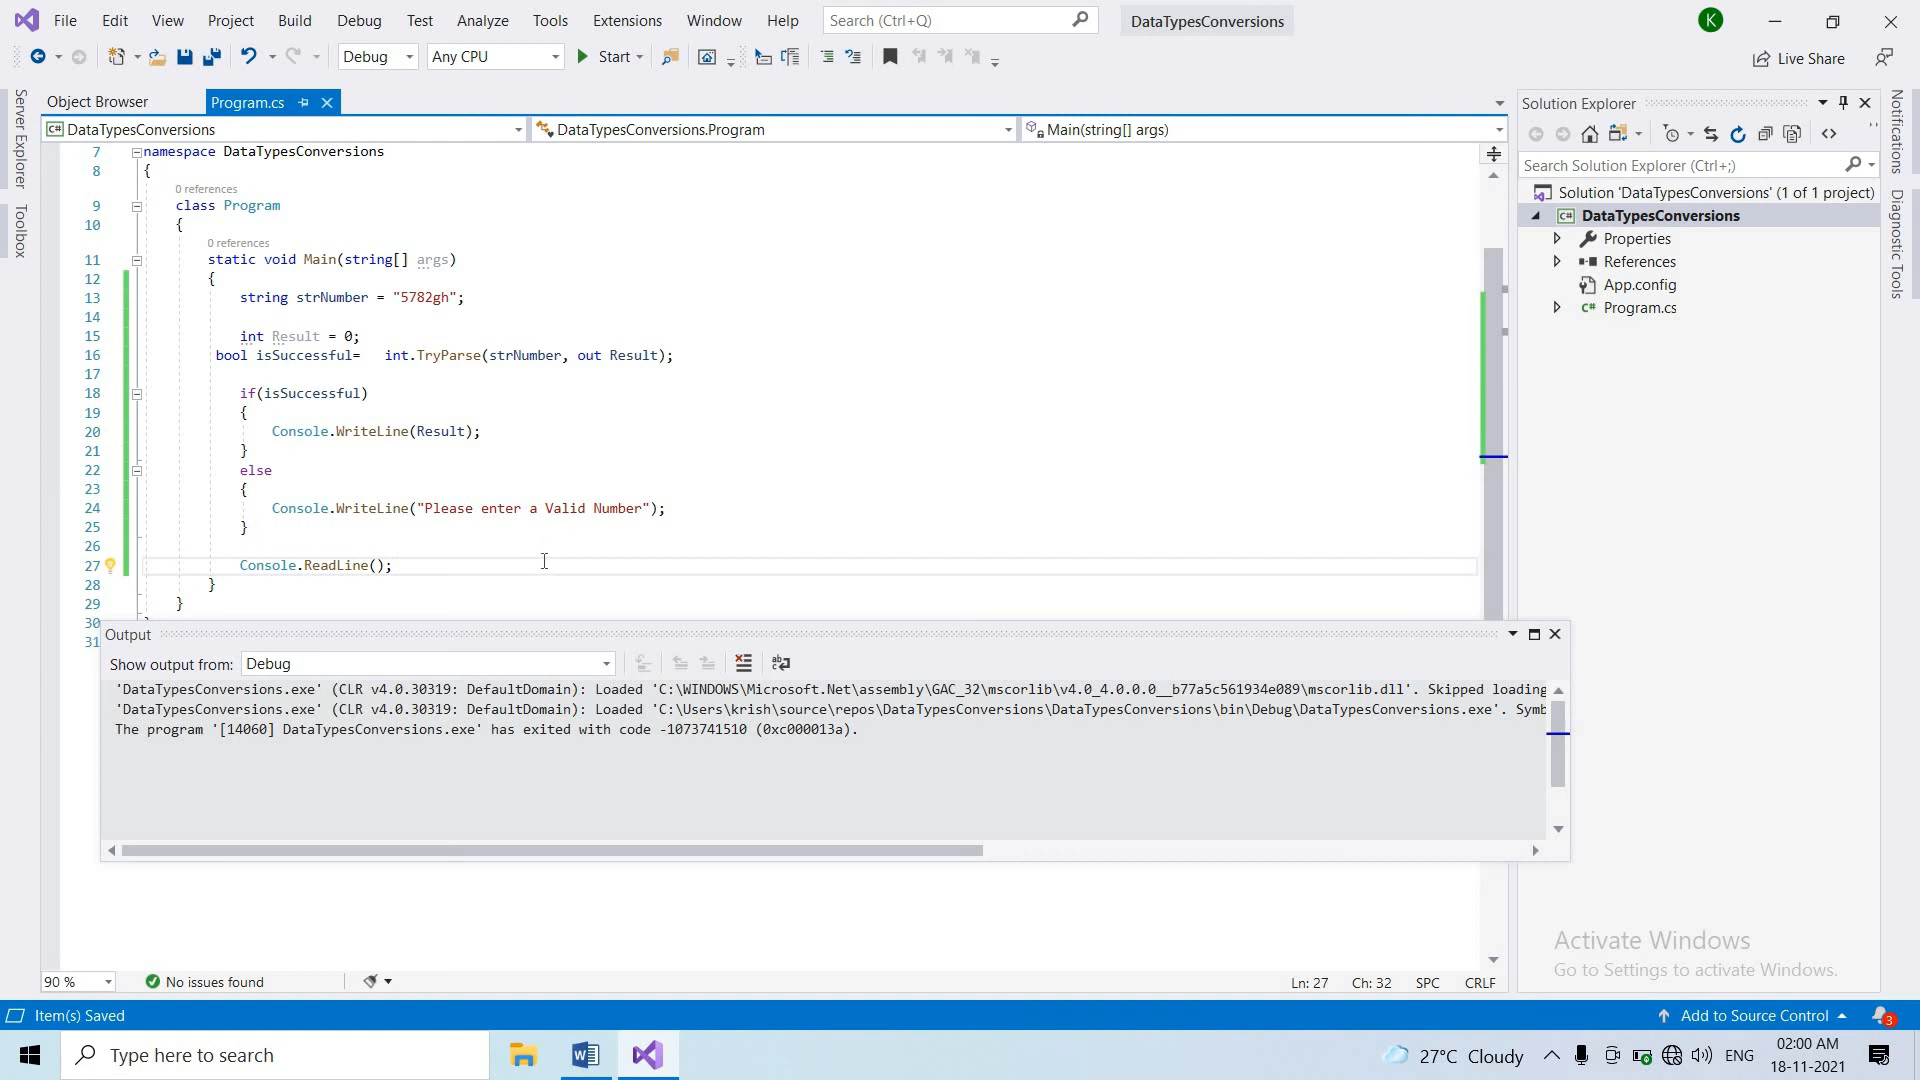 File Edit View Project Build Debug Test Analyze Tools Extensions Window Help Search (Ctrl+Q) DataTypesConversions K
Debug Any CPU Start Live Share
Server Explorer
Toolbox
Object Browser Program.cs
DataTypesConversions DataTypesConversions.Program Main(string[] args)
7 namespace DataTypesConversions
8 {
0 references
9 class Program
10 {
0 references
11 static void Main(string[] args)
12 {
13 string strNumber = "5782gh";
14
15 int Result = 0;
16 bool isSuccessful= int.TryParse(strNumber, out Result);
17
18 if(isSuccessful)
19 {
20 Console.WriteLine(Result);
21 }
22 else
23 {
24 Console.WriteLine("Please enter a Valid Number");
25 }
26
27 Console.ReadLine();
28 }
29 }
30
31
Output
Show output from: Debug
'DataTypesConversions.exe' (CLR v4.0.30319: DefaultDomain): Loaded 'C:\WINDOWS\Microsoft.Net\assembly\GAC_32\mscorlib\v4.0_4.0.0.0__b77a5c561934e089\mscorlib.dll'. Skipped loading
'DataTypesConversions.exe' (CLR v4.0.30319: DefaultDomain): Loaded 'C:\Users\krish\source\repos\DataTypesConversions\DataTypesConversions\bin\Debug\DataTypesConversions.exe'. Symb
The program '[14060] DataTypesConversions.exe' has exited with code -1073741510 (0xc000013a).
Solution Explorer
Search Solution Explorer (Ctrl+;)
Solution 'DataTypesConversions' (1 of 1 project)
C# DataTypesConversions
Properties
References
App.config
C# Program.cs
Notifications
Diagnostic Tools
Activate Windows
Go to Settings to activate Windows.
90 % No issues found Ln: 27 Ch: 32 SPC CRLF
Item(s) Saved Add to Source Control 3
Type here to search 27°C Cloudy ENG 02:00 AM
18-11-2021